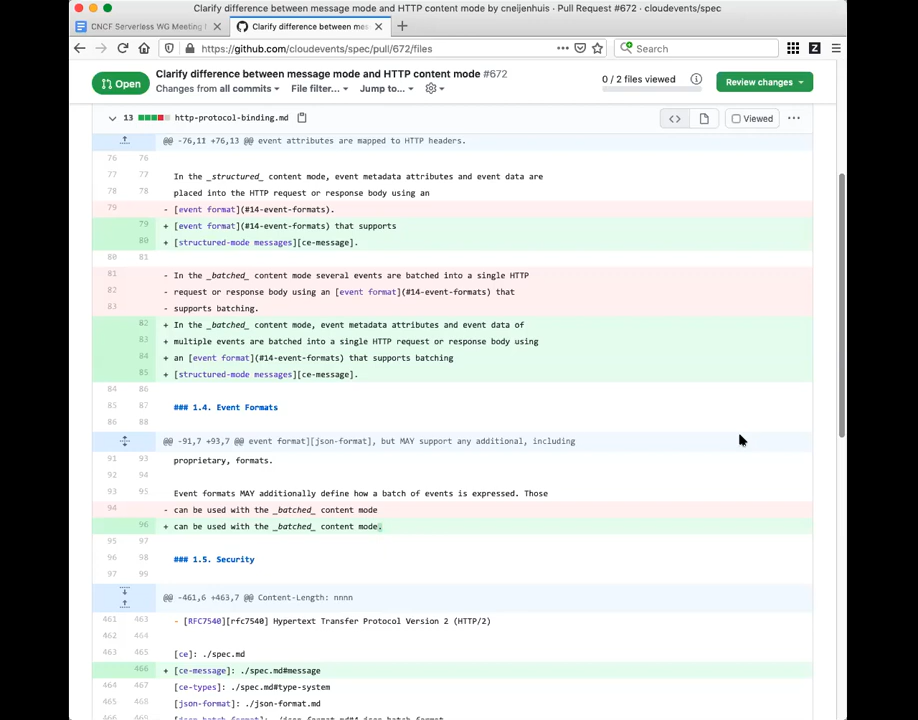 Clarify difference between message mode and HTTP content mode by cneijenhuis · Pull Request #672 · cloudevents/spec
CNCF Serverless WG Meeting
Clarify difference between mes
https://github.com/cloudevents/spec/pull/672/files
Search
Open
Clarify difference between message mode and HTTP content mode #672
Changes from all commits
File filter...
Jump to...
0 / 2 files viewed
Review changes
13
http-protocol-binding.md
<>
Viewed
@@ -76,11 +76,13 @@ event attributes are mapped to HTTP headers.
76 76
77 77 In the _structured_ content mode, event metadata attributes and event data are
78 78 placed into the HTTP request or response body using an
79 - [event format](#14-event-formats).
79 + [event format](#14-event-formats) that supports
80 + [structured-mode messages][ce-message].
80 81
81 - In the _batched_ content mode several events are batched into a single HTTP
82 - request or response body using an [event format](#14-event-formats) that
83 - supports batching.
82 + In the _batched_ content mode, event metadata attributes and event data of
83 + multiple events are batched into a single HTTP request or response body using
84 + an [event format](#14-event-formats) that supports batching
85 + [structured-mode messages][ce-message].
84 86
85 87 ### 1.4. Event Formats
86 88
@@ -91,7 +93,7 @@ event format][json-format], but MAY support any additional, including
91 93 proprietary, formats.
92 94
93 95 Event formats MAY additionally define how a batch of events is expressed. Those
94 - can be used with the _batched_ content mode
96 + can be used with the _batched_ content mode.
95 97
96 98 ### 1.5. Security
97 99
@@ -461,6 +463,7 @@ Content-Length: nnnn
461 463 - [RFC7540][rfc7540] Hypertext Transfer Protocol Version 2 (HTTP/2)
462 464
463 465 [ce]: ./spec.md
466 + [ce-message]: ./spec.md#message
464 467 [ce-types]: ./spec.md#type-system
465 468 [json-format]: ./json-format.md